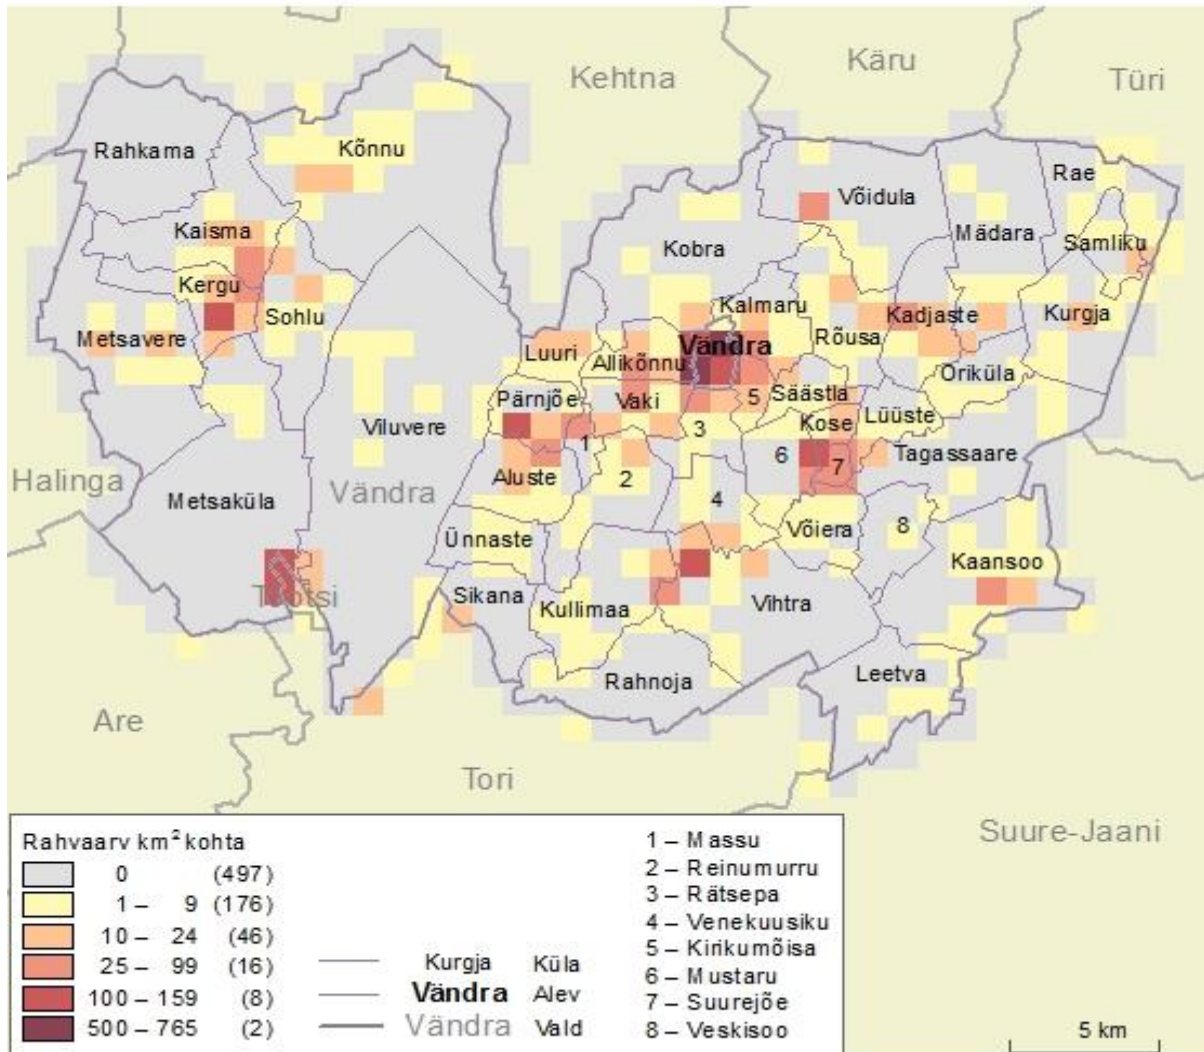 Kehtna
Käru
Türi
Rahkama
Kõnnu
Rae
Võidula
Kaisma
Mädara
Samliku
Kobra
Kergu
Kalmaru
Sohlu
Kadjaste
Kurgja
Metsavere
Luuri
Allikõnnu
Vändra
Rõusa
Oriküla
Pärnjõe
Vaki
5
Säästla
Lüüste
Viluvere
1
3
Kose
6
7
Tagassaare
Halinga
Metsaküla
Vändra
Aluste
2
4
8
Ünnaste
Võiera
Kaansoo
Tootsi
Sikana
Kullimaa
Vihtra
Rahnoja
Leetva
Are
Tori
Suure-Jaani
Rahvaarv km² kohta
0 (497)
1 – 9 (176)
10 – 24 (46)
25 – 99 (16)
100 – 159 (8)
500 – 765 (2)
Kurgja Küla
Vändra Alev
Vändra Vald
1 – Massu
2 – Reinumurru
3 – Rätsepa
4 – Venekuusiku
5 – Kirikumõisa
6 – Mustaru
7 – Suurejõe
8 – Veskisoo
5 km